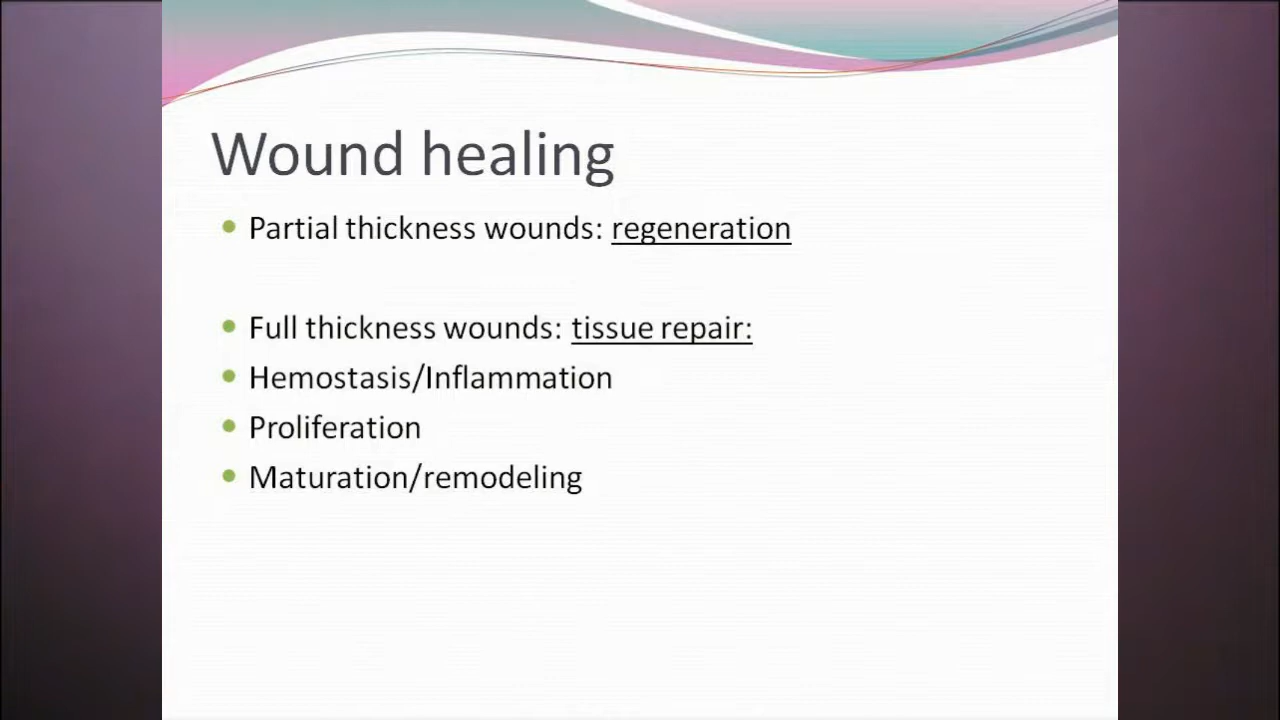 Wound healing
Partial thickness wounds: regeneration
Full thickness wounds: tissue repair:
Hemostasis/Inflammation
Proliferation
Maturation/remodeling